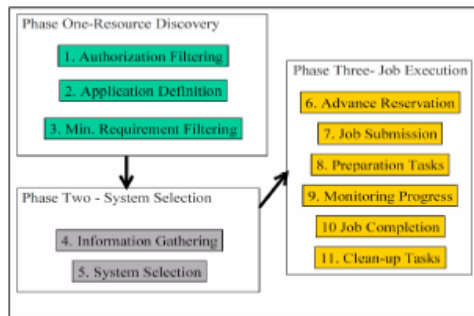 Phase One-Resource Discovery
1. Authorization Filtering
2. Application Definition
3. Min. Requirement Filtering
Phase Two - System Selection
4. Information Gathering
5. System Selection
Phase Three- Job Execution
6. Advance Reservation
7. Job Submission
8. Preparation Tasks
9. Monitoring Progress
10 Job Completion
11. Clean-up Tasks